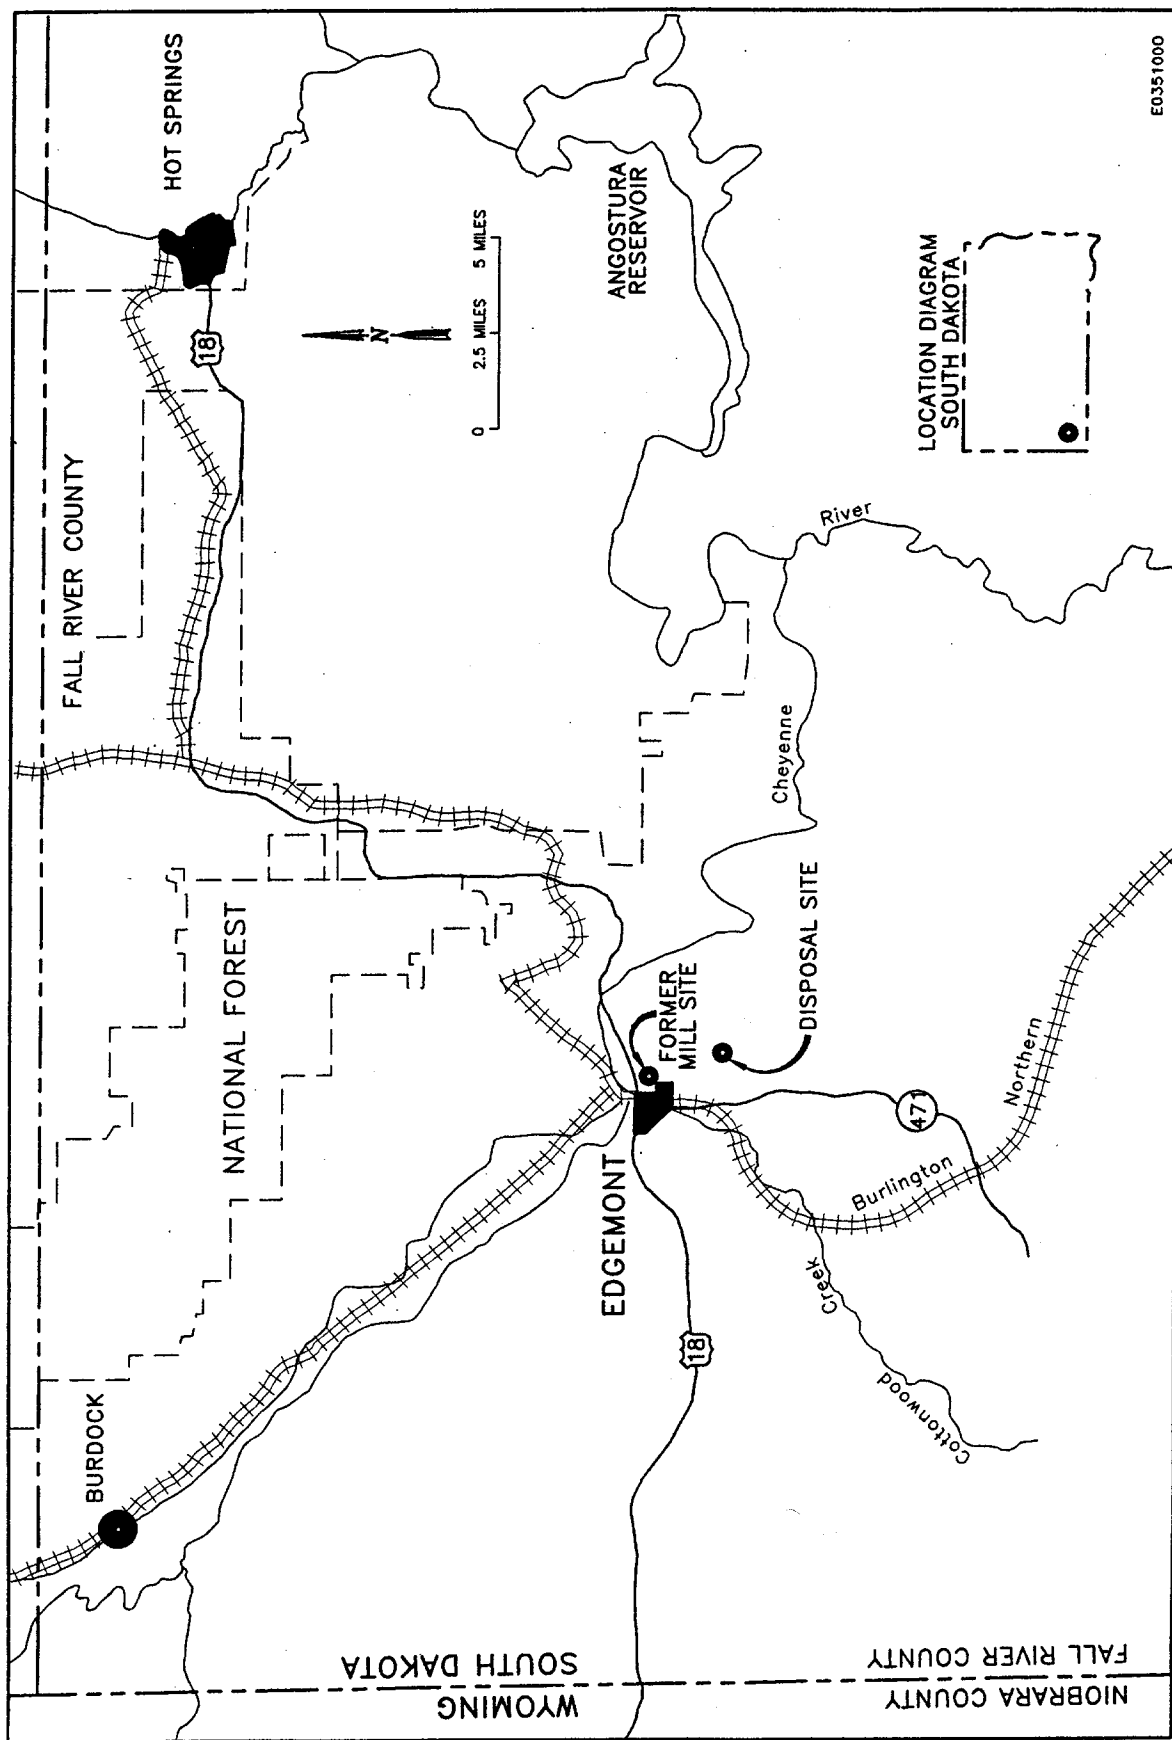 HOT SPRINGS
18
FALL RIVER COUNTY
N
0 2.5 MILES 5 MILES
ANGOSTURA
RESERVOIR
NATIONAL FOREST
BURDOCK
EDGEMONT
FORMER
MILL SITE
DISPOSAL SITE
Cheyenne
River
18
471
Burlington
Northern
Cottonwood
Creek
WYOMING
SOUTH DAKOTA
NIOBRARA COUNTY
FALL RIVER COUNTY
LOCATION DIAGRAM
SOUTH DAKOTA
E0351000